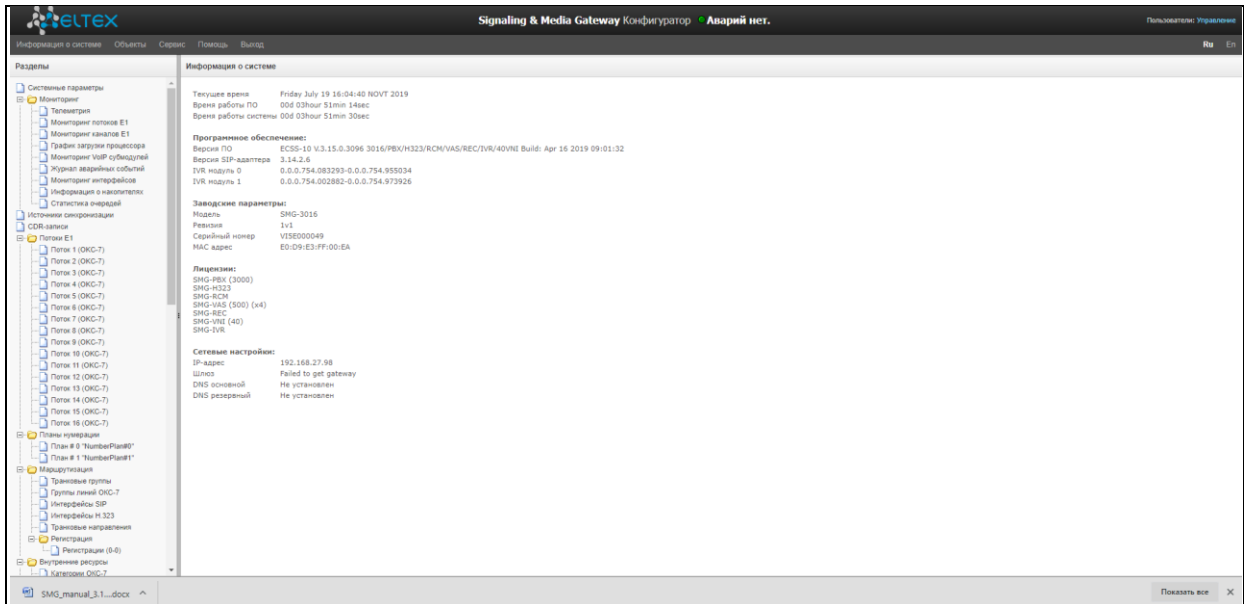 ELTEX
Signaling & Media Gateway Конфигуратор Аварий нет.
Пользователи: Управление
Информация о системе Объекты Сервис Помощь Выход
Ru En
Разделы
Системные параметры
Мониторинг
Телеметрия
Мониторинг потоков E1
Мониторинг каналов E1
График загрузки процессора
Мониторинг VoIP субмодулей
Журнал аварийных событий
Мониторинг интерфейсов
Информация о накопителях
Статистика очередей
Источники синхронизации
CDR-записи
Потоки E1
Поток 1 (ОКС-7)
Поток 2 (ОКС-7)
Поток 3 (ОКС-7)
Поток 4 (ОКС-7)
Поток 5 (ОКС-7)
Поток 6 (ОКС-7)
Поток 7 (ОКС-7)
Поток 8 (ОКС-7)
Поток 9 (ОКС-7)
Поток 10 (ОКС-7)
Поток 11 (ОКС-7)
Поток 12 (ОКС-7)
Поток 13 (ОКС-7)
Поток 14 (ОКС-7)
Поток 15 (ОКС-7)
Поток 16 (ОКС-7)
Планы нумерации
План # 0 "NumberPlan#0"
План # 1 "NumberPlan#1"
Маршрутизация
Транковые группы
Группы линий ОКС-7
Интерфейсы SIP
Интерфейсы H.323
Транковые направления
Регистрация
Регистрации (0-0)
Внутренние ресурсы
Категории ОКС-7
Информация о системе
Текущее время Friday July 19 16:04:40 NOVT 2019
Время работы ПО 00d 03hour 51min 14sec
Время работы системы 00d 03hour 51min 30sec
Программное обеспечение:
Версия ПО ECSS-10 V.3.15.0.3096 3016/PBX/H323/RCM/VAS/REC/IVR/40VNI Build: Apr 16 2019 09:01:32
Версия SIP-адаптера 3.14.2.6
IVR модуль 0 0.0.0.754.083293-0.0.0.754.955034
IVR модуль 1 0.0.0.754.002882-0.0.0.754.973926
Заводские параметры:
Модель SMG-3016
Ревизия 1v1
Серийный номер VI5E000049
MAC адрес E0:D9:E3:FF:00:EA
Лицензии:
SMG-PBX (3000)
SMG-H323
SMG-RCM
SMG-VAS (500) (x4)
SMG-REC
SMG-VNI (40)
SMG-IVR
Сетевые настройки:
IP-адрес 192.168.27.98
Шлюз Failed to get gateway
DNS основной Не установлен
DNS резервный Не установлен
SMG_manual_3.1....docx
Показать все